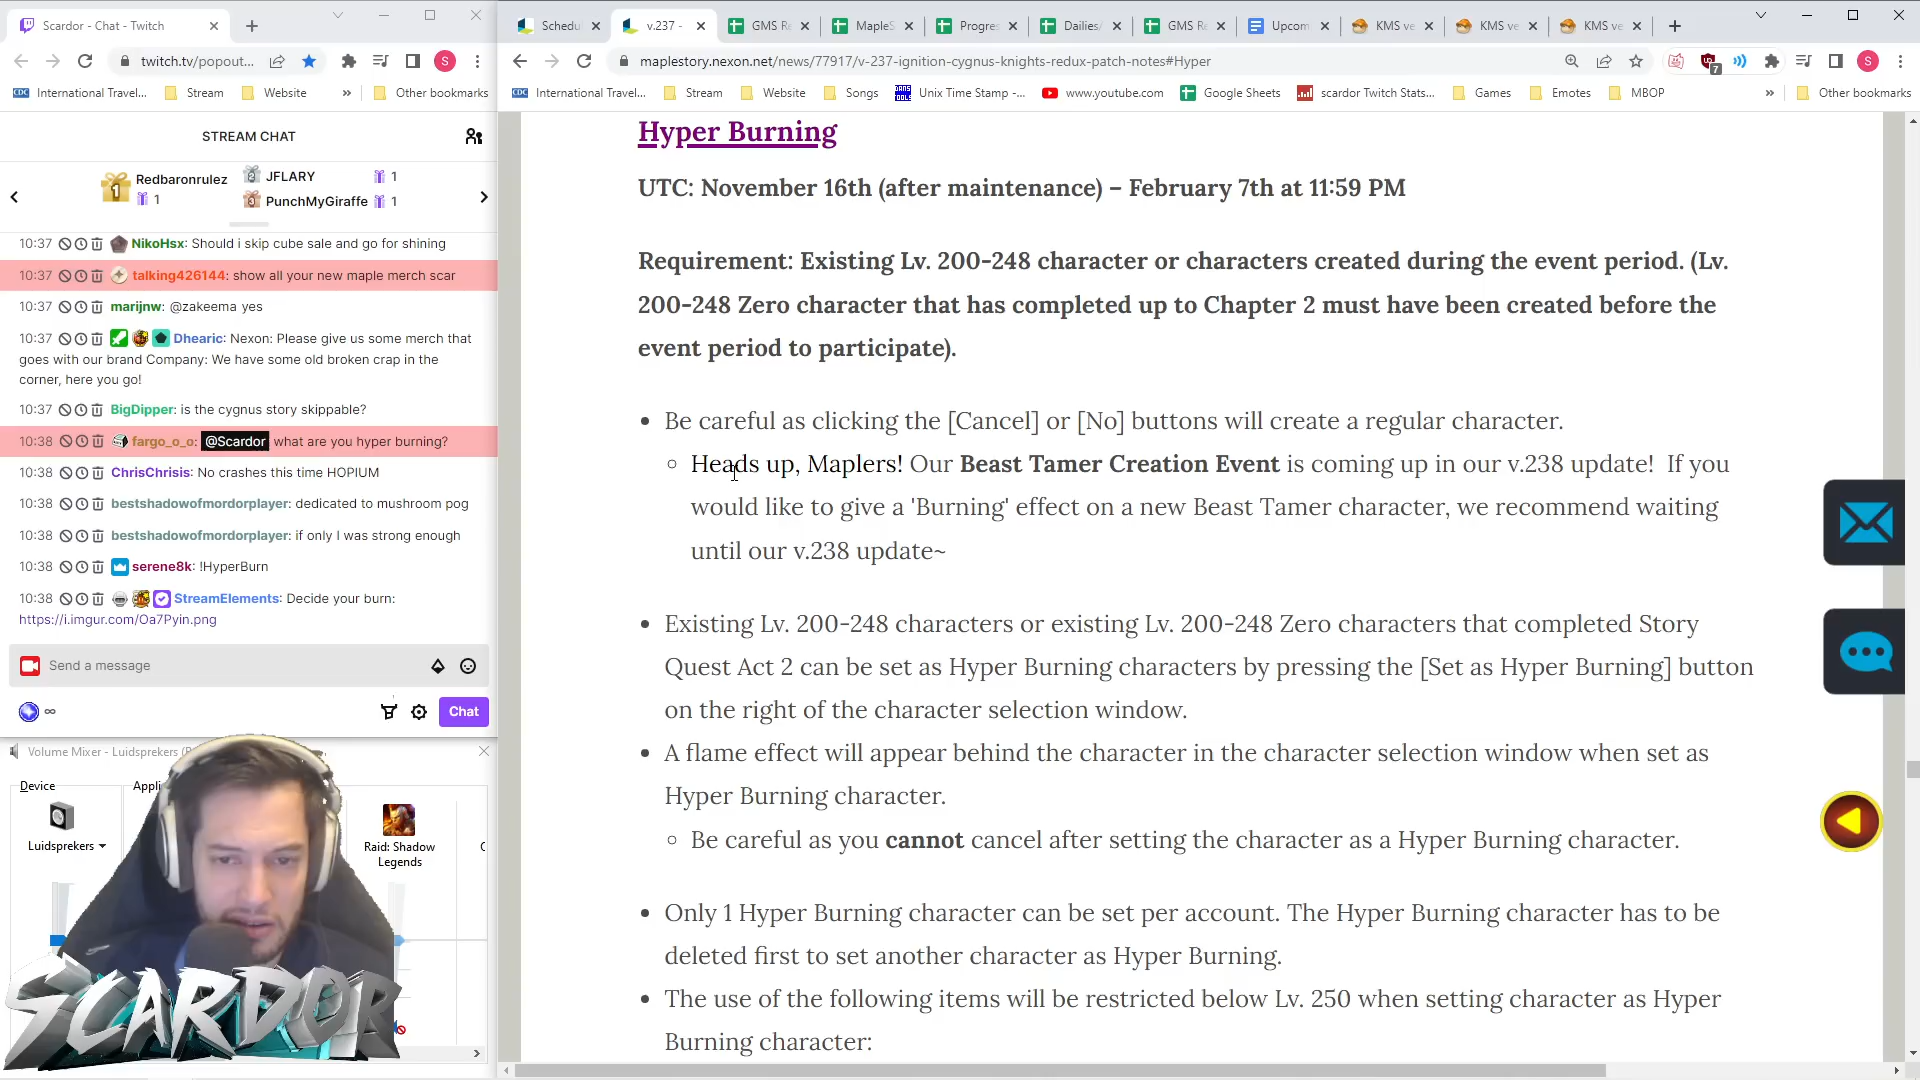 Scardor - Chat - Twitch
twitch.tv/popout...
S
International Travel...
Stream
Website
»
Other bookmarks
STREAM CHAT
Redbaronrulez
1
JFLARY
1
PunchMyGiraffe
1
10:37 NikoHsx: Should i skip cube sale and go for shining
10:37 talking426144: show all your new maple merch scar
10:37 marijnw: @zakeema yes
10:37 Dhearic: Nexon: Please give us some merch that
goes with our brand Company: We have some old broken crap in the
corner, here you go!
10:37 BigDipper: is the cygnus story skippable?
10:38 fargo_o_o: @Scardor what are you hyper burning?
10:38 ChrisChrisis: No crashes this time HOPIUM
10:38 bestshadowofmordorplayer: dedicated to mushroom pog
10:38 bestshadowofmordorplayer: if only I was strong enough
10:38 serene8k: !HyperBurn
10:38 StreamElements: Decide your burn:
https://i.imgur.com/Oa7Pyin.png
Send a message
∞
Chat
Volume Mixer - Luidsprekers
Device
Appli
Luidsprekers
Raid: Shadow
Legends
SCARDOR
Schedul
v.237 -
GMS Re
MapleS
Progres
Dailies/
GMS Re
Upcom
KMS ve
KMS ve
KMS ve
maplestory.nexon.net/news/77917/v-237-ignition-cygnus-knights-redux-patch-notes#Hyper
7
S
International Travel...
Stream
Website
Songs
Unix Time Stamp -...
www.youtube.com
Google Sheets
scardor Twitch Stats...
Games
Emotes
MBOP
»
Other bookmarks
Hyper Burning
UTC: November 16th (after maintenance) – February 7th at 11:59 PM
Requirement: Existing Lv. 200-248 character or characters created during the event period. (Lv.
200-248 Zero character that has completed up to Chapter 2 must have been created before the
event period to participate).
• Be careful as clicking the [Cancel] or [No] buttons will create a regular character.
○ Heads up, Maplers! Our Beast Tamer Creation Event is coming up in our v.238 update! If you
would like to give a 'Burning' effect on a new Beast Tamer character, we recommend waiting
until our v.238 update~
• Existing Lv. 200-248 characters or existing Lv. 200-248 Zero characters that completed Story
Quest Act 2 can be set as Hyper Burning characters by pressing the [Set as Hyper Burning] button
on the right of the character selection window.
• A flame effect will appear behind the character in the character selection window when set as
Hyper Burning character.
○ Be careful as you cannot cancel after setting the character as a Hyper Burning character.
• Only 1 Hyper Burning character can be set per account. The Hyper Burning character has to be
deleted first to set another character as Hyper Burning.
• The use of the following items will be restricted below Lv. 250 when setting character as Hyper
Burning character: